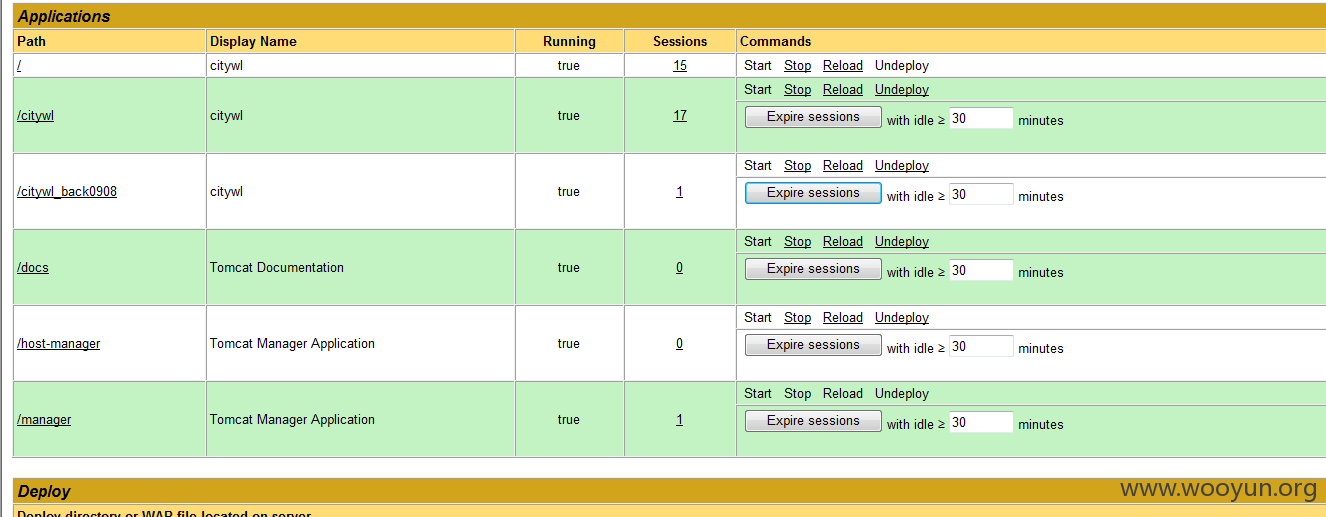 Applications
Path Display Name Running Sessions Commands
/ citywl true 15 Start Stop Reload Undeploy
Start Stop Reload Undeploy
/citywl citywl true 17 Expire sessions with idle ≥ 30 minutes
Start Stop Reload Undeploy
/citywl_back0908 citywl true 1 Expire sessions with idle ≥ 30 minutes
Start Stop Reload Undeploy
/docs Tomcat Documentation true 0 Expire sessions with idle ≥ 30 minutes
Start Stop Reload Undeploy
/host-manager Tomcat Manager Application true 0 Expire sessions with idle ≥ 30 minutes
Start Stop Reload Undeploy
/manager Tomcat Manager Application true 1 Expire sessions with idle ≥ 30 minutes
Deploy
www.wooyun.org
Deploy directory or WAR file located on server